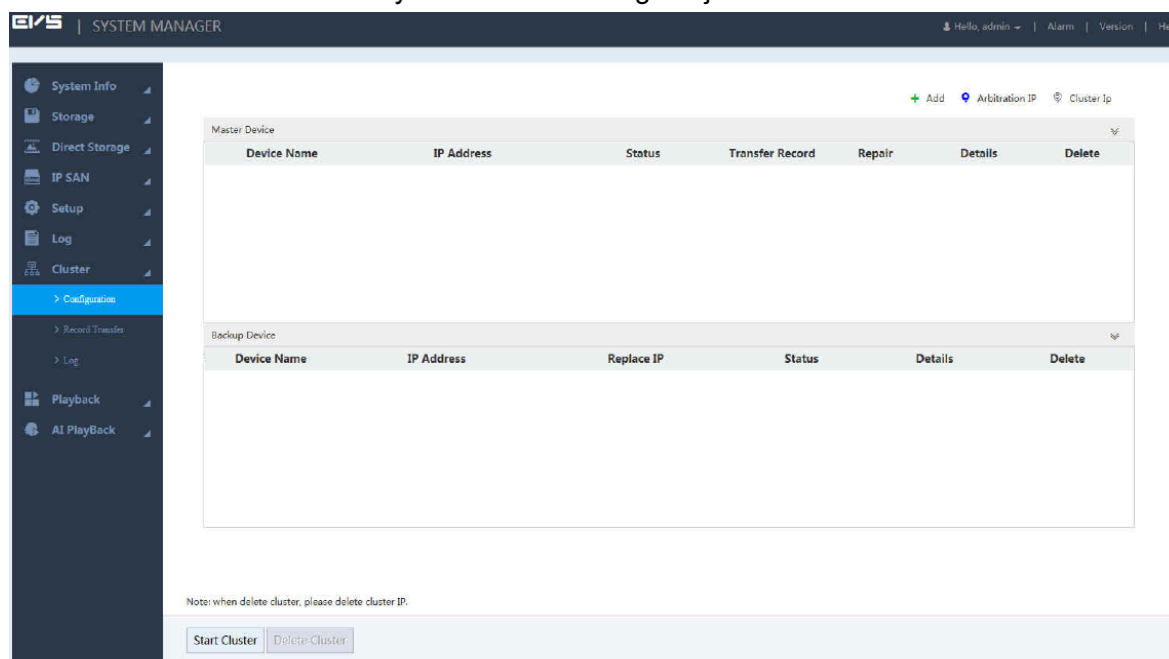 EVS | SYSTEM MANAGER
Hello, admin | Alarm | Version |
System Info
Storage
Direct Storage
IP SAN
Setup
Log
Cluster
> Configuration
> Record Transfer
> Log
Playback
AI PlayBack
Add Arbitration IP Cluster Ip
Master Device
Device Name IP Address Status Transfer Record Repair Details Delete
Backup Device
Device Name IP Address Replace IP Status Details Delete
Note: when delete cluster, please delete cluster IP.
Start Cluster Delete Cluster